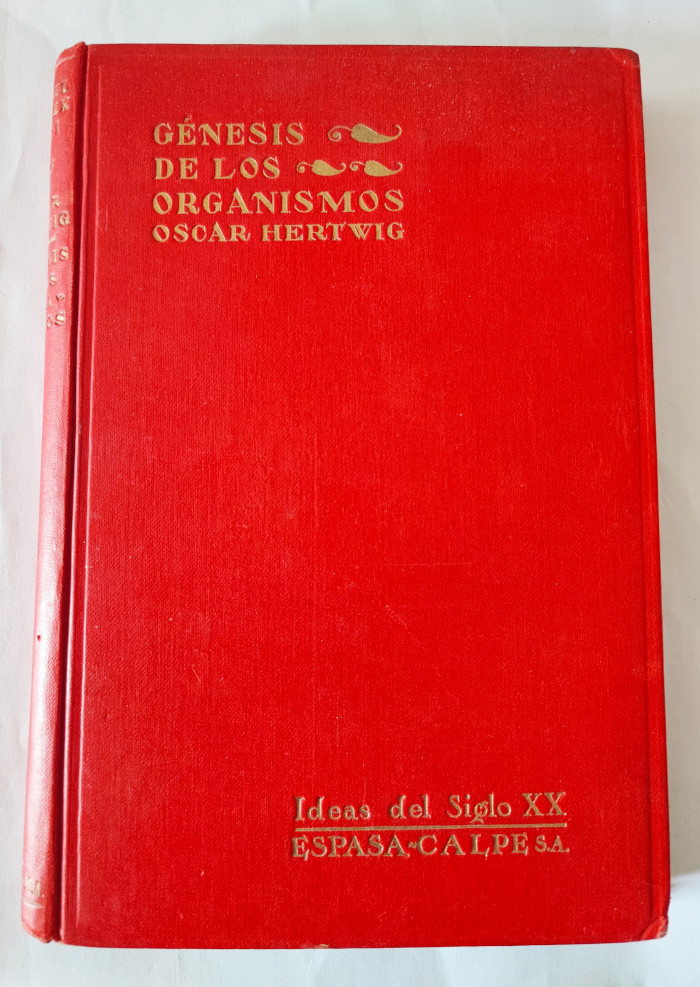 GÉNESIS
DE LOS
ORGANISMOS
OSCAR HERTWIG
Ideas del Siglo XX
ESPASA-CALPE S.A.